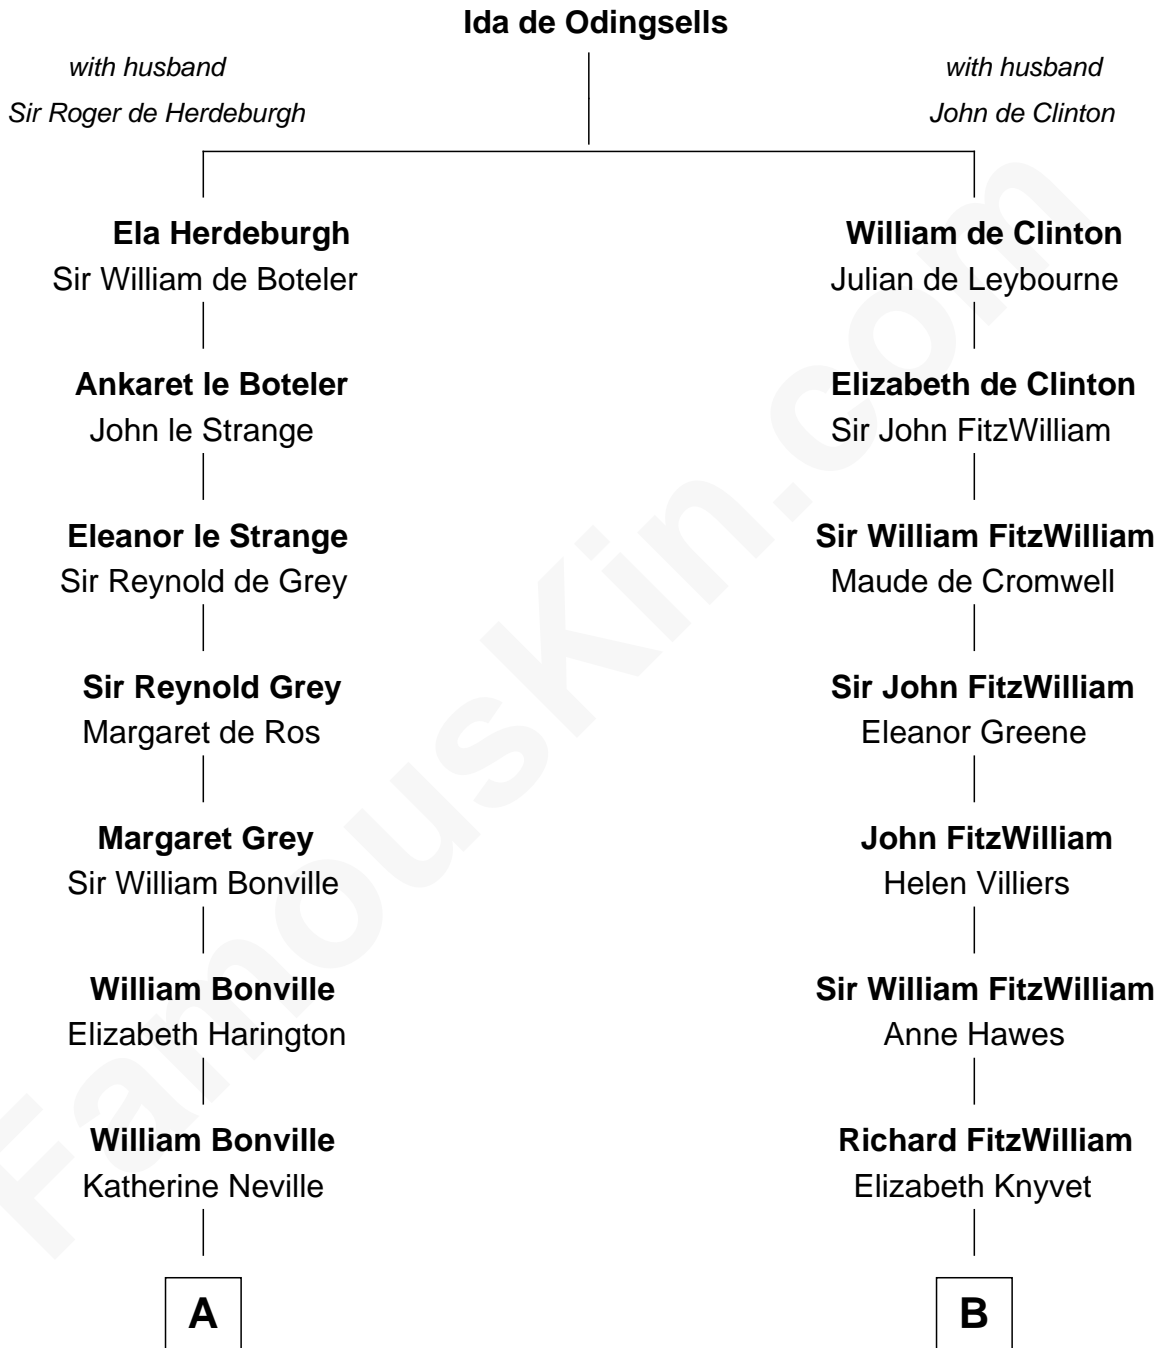 Ida de Odingsells
with husband
Sir Roger de Herdeburgh
with husband
John de Clinton
Ela Herdeburgh
Sir William de Boteler
Ankaret le Boteler
John le Strange
Eleanor le Strange
Sir Reynold de Grey
Sir Reynold Grey
Margaret de Ros
Margaret Grey
Sir William Bonville
William Bonville
Elizabeth Harington
William Bonville
Katherine Neville
A
William de Clinton
Julian de Leybourne
Elizabeth de Clinton
Sir John FitzWilliam
Sir William FitzWilliam
Maude de Cromwell
Sir John FitzWilliam
Eleanor Greene
John FitzWilliam
Helen Villiers
Sir William FitzWilliam
Anne Hawes
Richard FitzWilliam
Elizabeth Knyvet
B
FamousKin.com